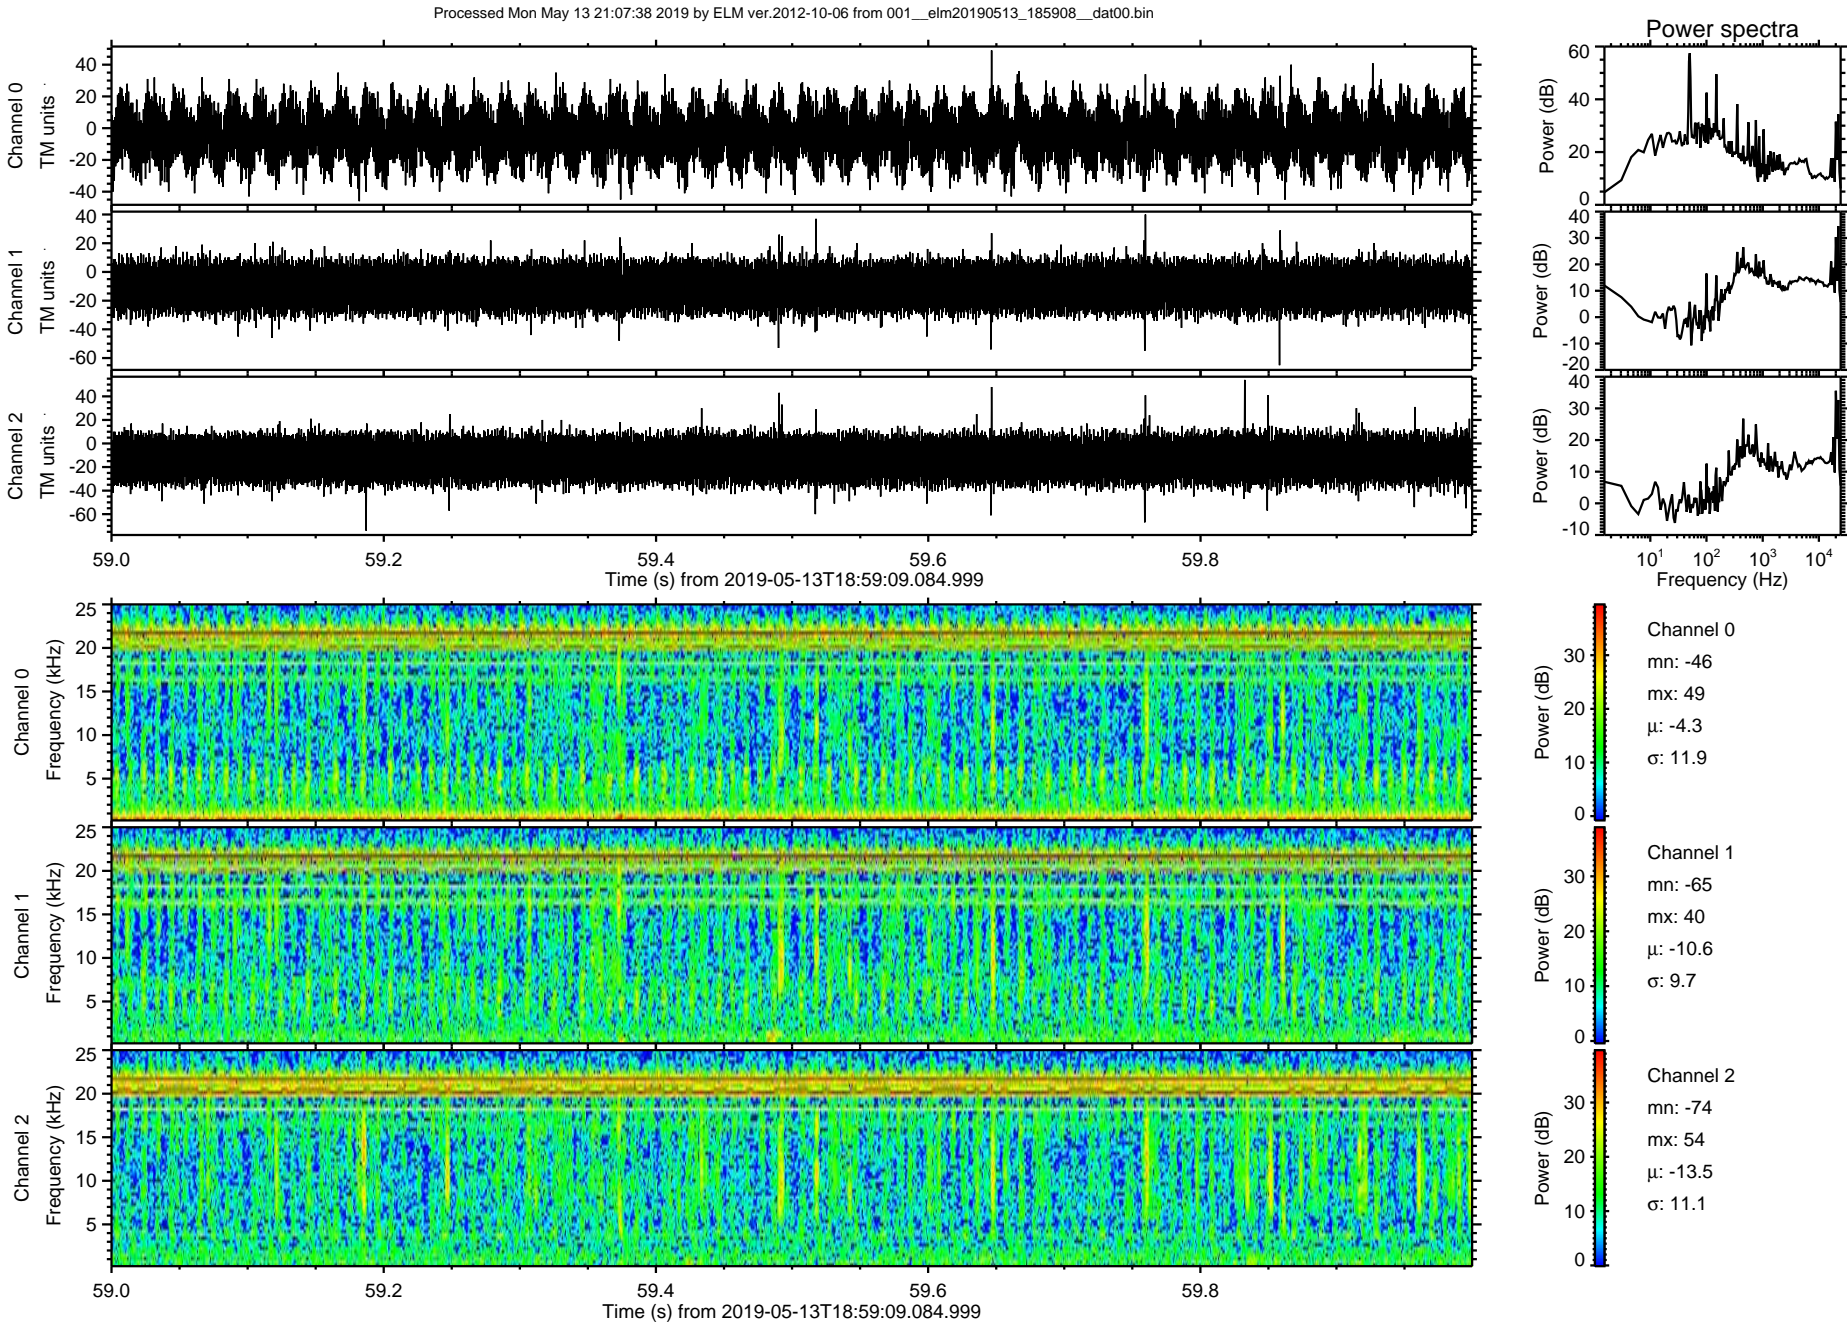 Processed Mon May 13 21:07:38 2019 by ELM ver.2012-10-06 from 001__elm20190513_185908__dat00.bin
Power spectra
Channel 0
TM units
40
20
0
-20
-40
Power (dB)
60
40
20
0
Channel 1
TM units
40
20
0
-20
-40
-60
Power (dB)
40
30
20
10
0
-10
-20
Channel 2
TM units
40
20
0
-20
-40
-60
Power (dB)
40
30
20
10
0
-10
59.0 59.2 59.4 59.6 59.8
Time (s) from 2019-05-13T18:59:09.084.999
10^1 10^2 10^3 10^4
Frequency (Hz)
Channel 0
Frequency (kHz)
25
20
15
10
5
Power (dB)
30
20
10
0
Channel 0
mn: -46
mx: 49
μ: -4.3
σ: 11.9
Channel 1
Frequency (kHz)
25
20
15
10
5
Power (dB)
30
20
10
0
Channel 1
mn: -65
mx: 40
μ: -10.6
σ: 9.7
Channel 2
Frequency (kHz)
25
20
15
10
5
Power (dB)
30
20
10
0
Channel 2
mn: -74
mx: 54
μ: -13.5
σ: 11.1
59.0 59.2 59.4 59.6 59.8
Time (s) from 2019-05-13T18:59:09.084.999